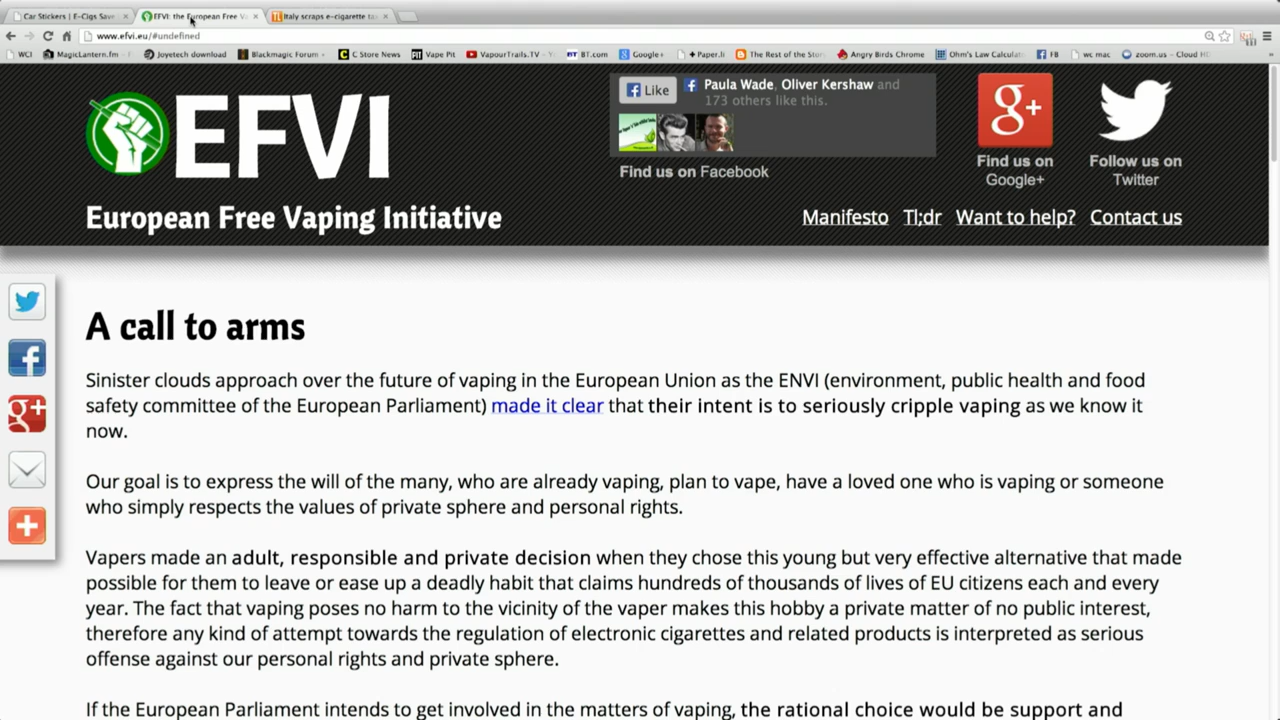 Car Stickers | E-Cigs Save
EFVI: the European Free Va
Italy scraps e-cigarette ta
www.efvi.eu/#undefined
WCI
MagicLantern.fm
Joyetech download
Blackmagic Forum
C Store News
Vape Pit
VapourTrails.TV
BT.com
Google+
Paper.li
The Rest of the Stor
Angry Birds Chrome
Ohm's Law Calculat
FB
wc mac
zoom.us – Cloud H
EFVI
European Free Vaping Initiative
Like
Paula Wade, Oliver Kershaw and
173 others like this.
Find us on Facebook
g+
Find us on
Google+
Follow us on
Twitter
Manifesto Tl;dr Want to help? Contact us
A call to arms
Sinister clouds approach over the future of vaping in the European Union as the ENVI (environment, public health and food
safety committee of the European Parliament) made it clear that their intent is to seriously cripple vaping as we know it
now.
Our goal is to express the will of the many, who are already vaping, plan to vape, have a loved one who is vaping or someone
who simply respects the values of private sphere and personal rights.
Vapers made an adult, responsible and private decision when they chose this young but very effective alternative that made
possible for them to leave or ease up a deadly habit that claims hundreds of thousands of lives of EU citizens each and every
year. The fact that vaping poses no harm to the vicinity of the vaper makes this hobby a private matter of no public interest,
therefore any kind of attempt towards the regulation of electronic cigarettes and related products is interpreted as serious
offense against our personal rights and private sphere.
If the European Parliament intends to get involved in the matters of vaping, the rational choice would be support and